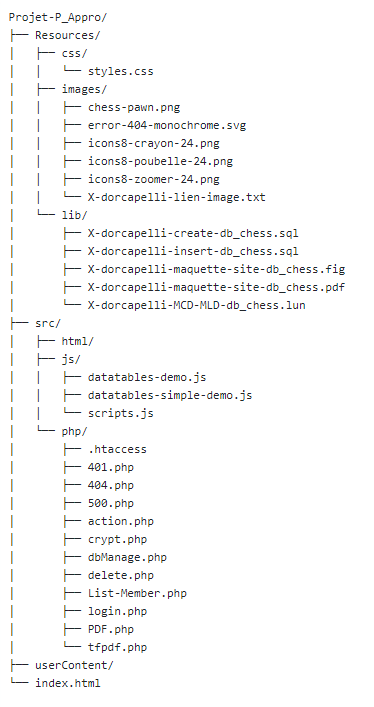 Projet-P_Appro/
├── Resources/
│   ├── css/
│   │   └── styles.css
│   ├── images/
│   │   ├── chess-pawn.png
│   │   ├── error-404-monochrome.svg
│   │   ├── icons8-crayon-24.png
│   │   ├── icons8-poubelle-24.png
│   │   ├── icons8-zoomer-24.png
│   │   └── X-dorcapelli-lien-image.txt
│   └── lib/
│       ├── X-dorcapelli-create-db_chess.sql
│       ├── X-dorcapelli-insert-db_chess.sql
│       ├── X-dorcapelli-maquette-site-db_chess.fig
│       ├── X-dorcapelli-maquette-site-db_chess.pdf
│       └── X-dorcapelli-MCD-MLD-db_chess.lun
├── src/
│   ├── html/
│   ├── js/
│   │   ├── datatables-demo.js
│   │   ├── datatables-simple-demo.js
│   │   └── scripts.js
│   └── php/
│       ├── .htaccess
│       ├── 401.php
│       ├── 404.php
│       ├── 500.php
│       ├── action.php
│       ├── crypt.php
│       ├── dbManage.php
│       ├── delete.php
│       ├── List-Member.php
│       ├── login.php
│       ├── PDF.php
│       └── tfpdf.php
├── userContent/
└── index.html